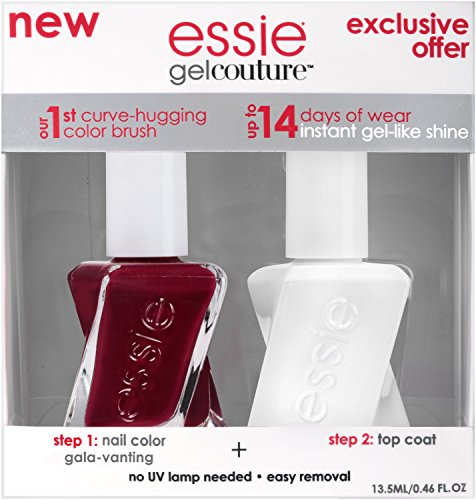 new
essie®
gelcouture™
exclusive
offer
our 1st curve-hugging
color brush
up to 14 days of wear
instant gel-like shine
essie
essie
step 1: nail color
gala-vanting
+
step 2: top coat
no UV lamp needed • easy removal
13.5ML/0.46 FL.OZ